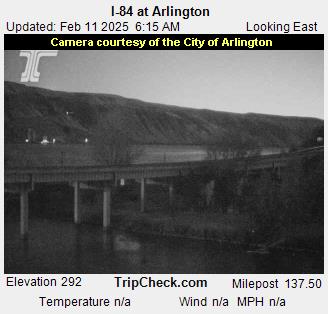 I-84 at Arlington
Updated: Feb 11 2025 6:15 AM Looking East
Camera courtesy of the City of Arlington
Elevation 292 TripCheck.com Milepost 137.50
Temperature n/a Wind n/a MPH n/a